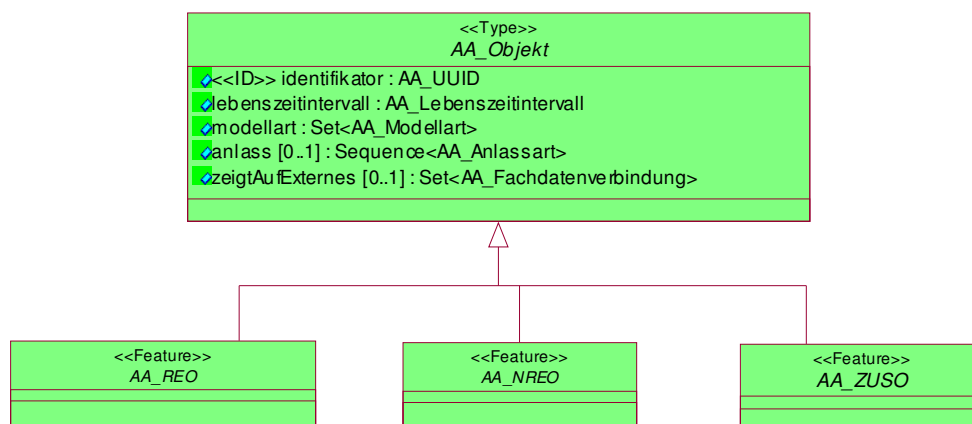 <<Type>>
AA_Objekt
<<ID>> identifikator : AA_UUID
lebenszeitintervall : AA_Lebenszeitintervall
modellart : Set<AA_Modellart>
anlass [0..1] : Sequence<AA_Anlassart>
zeigtAufExternes [0..1] : Set<AA_Fachdatenverbindung>
<<Feature>>
AA_REO
<<Feature>>
AA_NREO
<<Feature>>
AA_ZUSO